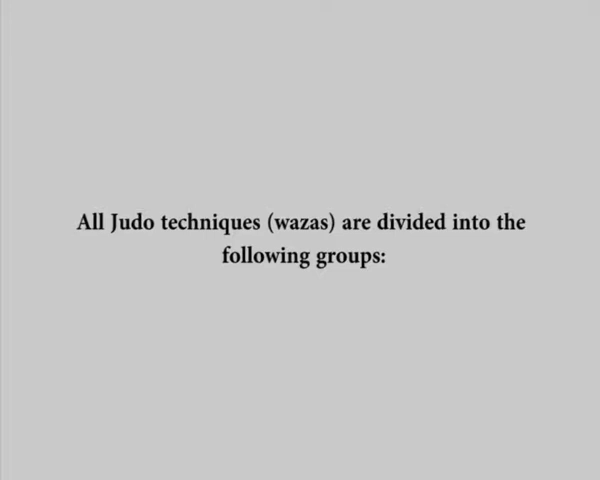 All Judo techniques (wazas) are divided into the
following groups: